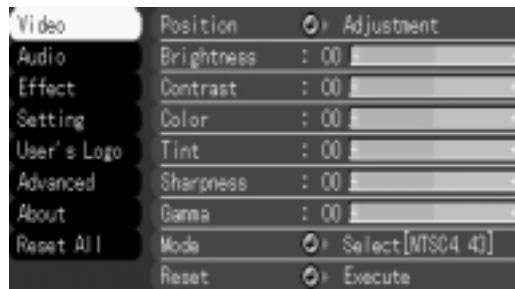 Video
Audio
Effect
Setting
User's Logo
Advanced
About
Reset All
Position Adjustment
Brightness : 00
Contrast : 00
Color : 00
Tint : 00
Sharpness : 00
Gamma : 00
Mode Select[NTSC4.43]
Reset Execute